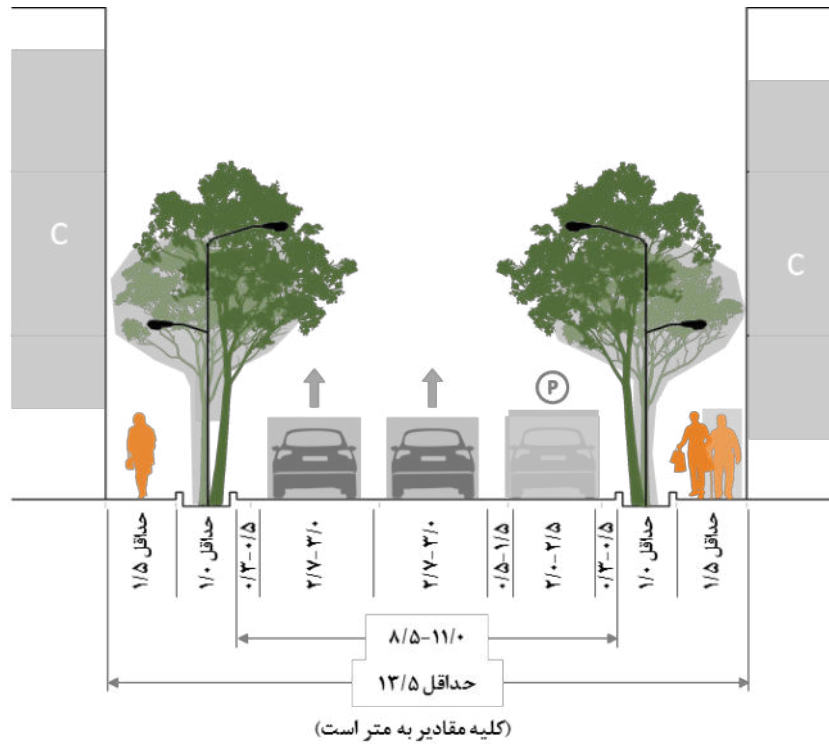 C
C
P
حداقل ۱/۵
حداقل ۱/۰
۰/۳-۰/۵
۲/۷-۳/۰
۲/۷-۳/۰
۰/۵-۱/۵
۲/۰-۲/۵
۰/۳-۰/۵
حداقل ۱/۰
حداقل ۱/۵
۸/۵-۱۱/۰
حداقل ۱۳/۵
(کلیه مقادیر به متر است)